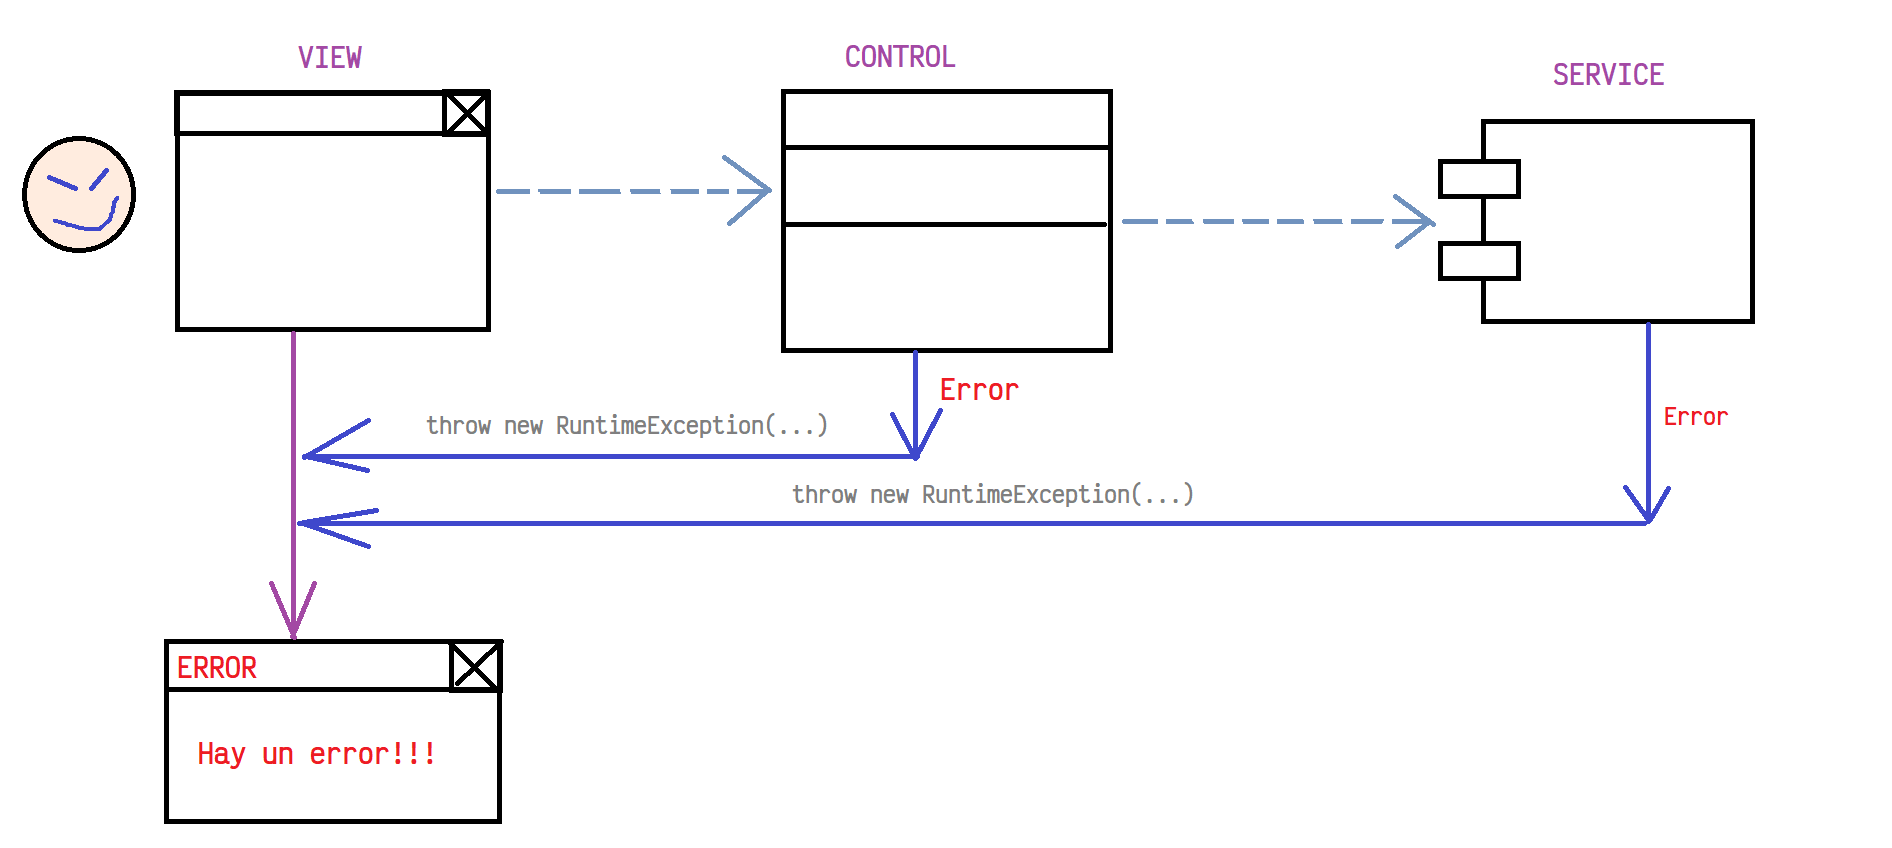 VIEW
CONTROL
SERVICE
Error
throw new RuntimeException(...)
Error
throw new RuntimeException(...)
ERROR
Hay un error!!!